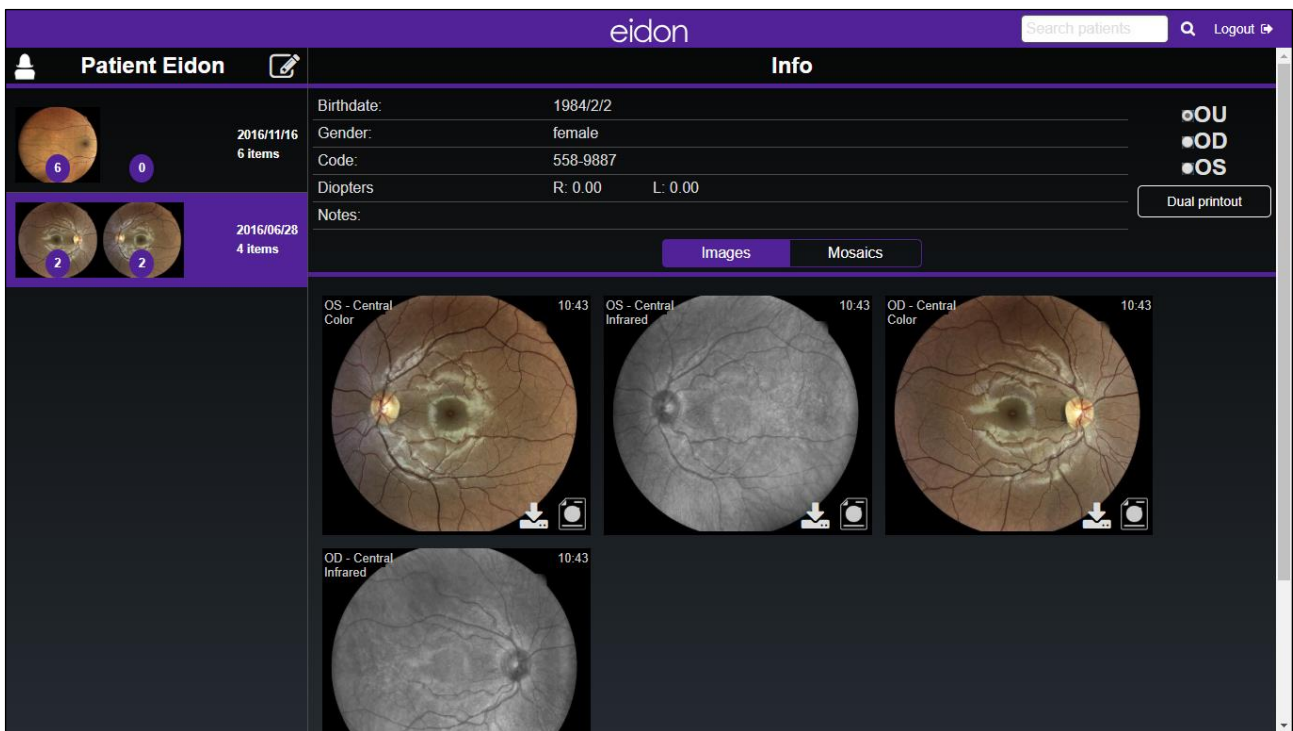 eidon
Search patients
Logout
Patient Eidon
Info
6
0
2016/11/16
6 items
2
2
2016/06/28
4 items
Birthdate: 1984/2/2
Gender: female
Code: 558-9887
Diopters R: 0.00 L: 0.00
Notes:
OU
OD
OS
Dual printout
Images Mosaics
OS - Central 10:43
Color
OS - Central 10:43
Infrared
OD - Central 10:43
Color
OD - Central 10:43
Infrared